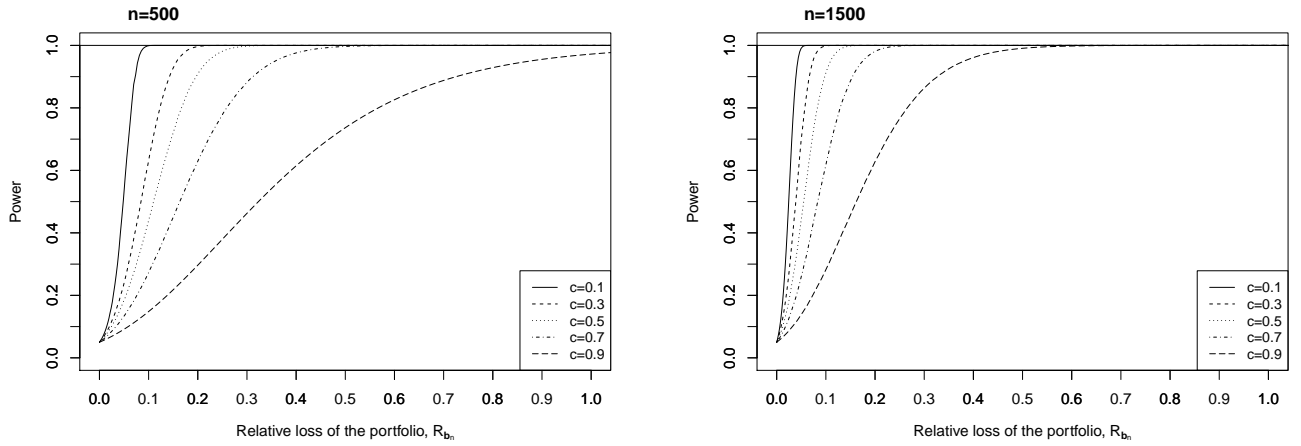 n=500
Power
0.0 0.2 0.4 0.6 0.8 1.0
c=0.1
c=0.3
c=0.5
c=0.7
c=0.9
0.0 0.1 0.2 0.3 0.4 0.5 0.6 0.7 0.8 0.9 1.0
Relative loss of the portfolio, R_b_n
n=1500
Power
0.0 0.2 0.4 0.6 0.8 1.0
c=0.1
c=0.3
c=0.5
c=0.7
c=0.9
0.0 0.1 0.2 0.3 0.4 0.5 0.6 0.7 0.8 0.9 1.0
Relative loss of the portfolio, R_b_n